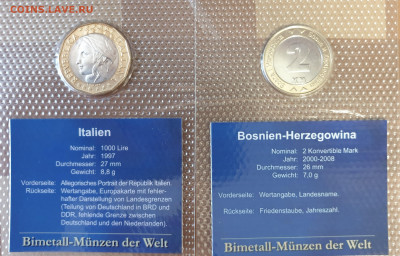 COINS.LAVE.RU
Italien
Nominal: 1000 Lire
Jahr: 1997
Durchmesser: 27 mm
Gewicht: 8,8 g
Vorderseite: Allegorisches Portrait der Republik Italien.
Rückseite: Wertangabe, Europakarte mit fehler-
hafter Darstellung von Landesgrenzen
(Teilung von Deutschland in BRD und
DDR, fehlende Grenze zwischen
Deutschland und den Niederlanden).
Bimetall-Münzen der Welt
2
Bosnien-Herzegowina
Nominal: 2 Konvertible Mark
Jahr: 2000-2008
Durchmesser: 26 mm
Gewicht: 7,0 g
Vorderseite: Wertangabe, Landesname.
Rückseite: Friedenstaube, Jahreszahl.
Bimetall-Münzen der Welt